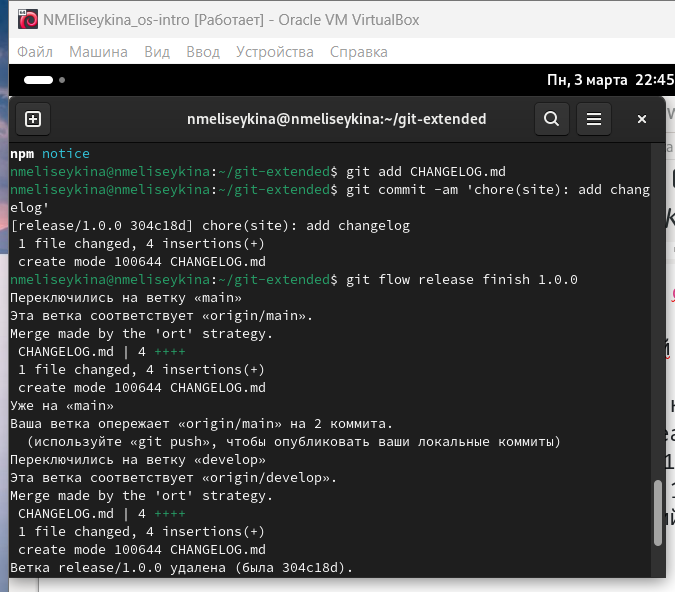 NMEliseykina_os-intro [Работает] - Oracle VM VirtualBox
Файл Машина Вид Ввод Устройства Справка
Пн, 3 марта 22:45
nmeliseykina@nmeliseykina:~/git-extended
npm notice
nmeliseykina@nmeliseykina:~/git-extended$ git add CHANGELOG.md
nmeliseykina@nmeliseykina:~/git-extended$ git commit -am 'chore(site): add chang
elog'
[release/1.0.0 304c18d] chore(site): add changelog
1 file changed, 4 insertions(+)
create mode 100644 CHANGELOG.md
nmeliseykina@nmeliseykina:~/git-extended$ git flow release finish 1.0.0
Переключились на ветку «main»
Эта ветка соответствует «origin/main».
Merge made by the 'ort' strategy.
CHANGELOG.md | 4 ++++
1 file changed, 4 insertions(+)
create mode 100644 CHANGELOG.md
Уже на «main»
Ваша ветка опережает «origin/main» на 2 коммита.
(используйте «git push», чтобы опубликовать ваши локальные коммиты)
Переключились на ветку «develop»
Эта ветка соответствует «origin/develop».
Merge made by the 'ort' strategy.
CHANGELOG.md | 4 ++++
1 file changed, 4 insertions(+)
create mode 100644 CHANGELOG.md
Ветка release/1.0.0 удалена (была 304c18d).